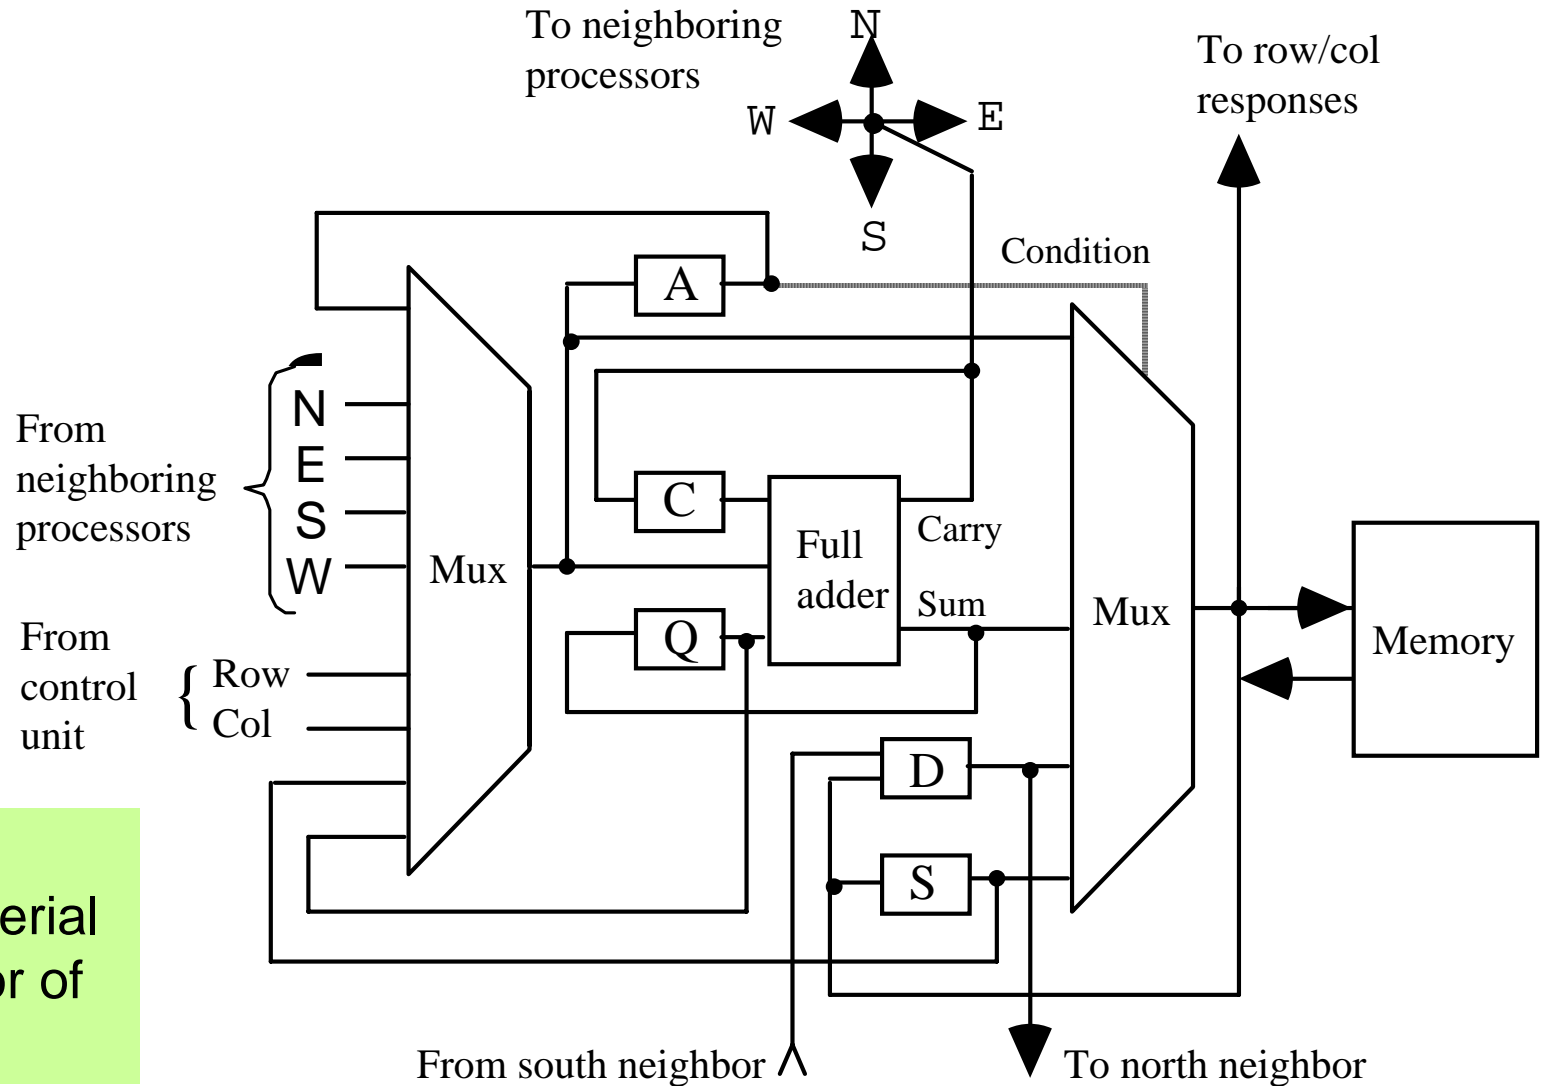 To neighboring
processors
N
W
E
S
To row/col
responses
Condition
A
From
neighboring
processors
N
E
S
W
Mux
C
Full
adder
Carry
Sum
Q
Mux
Memory
From
control
unit
{ Row
Col
D
S
or of
From south neighbor
To north neighbor